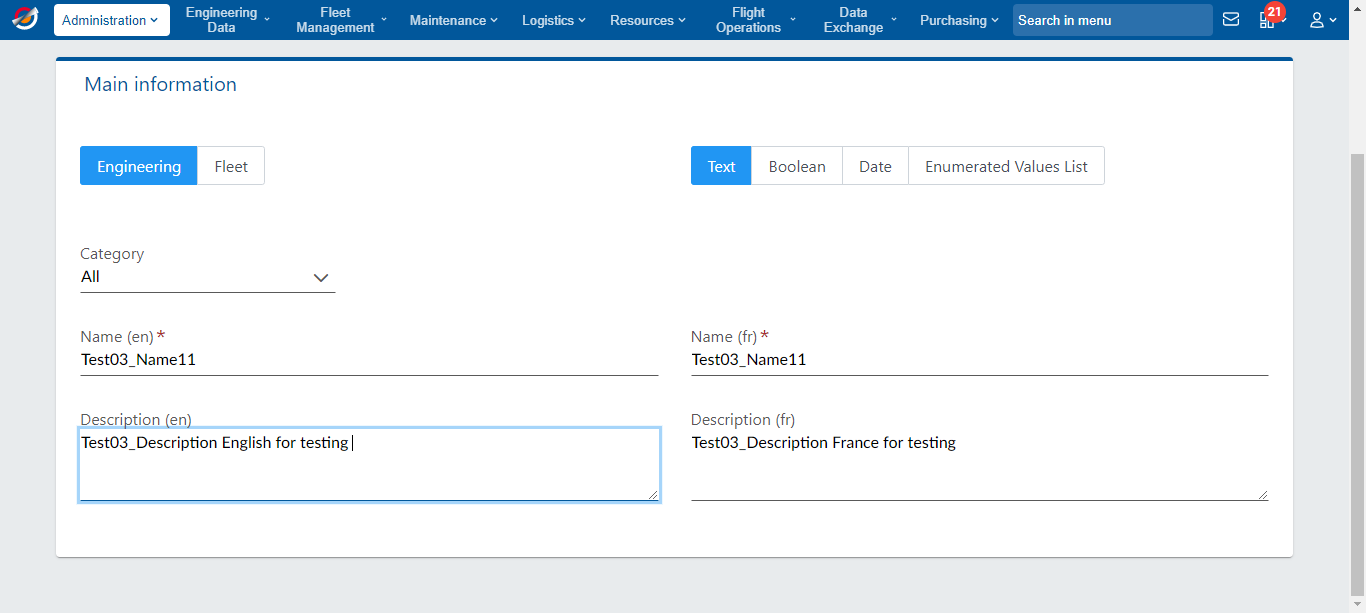 Administration
Engineering Data
Fleet Management
Maintenance
Logistics
Resources
Flight Operations
Data Exchange
Purchasing
Search in menu
21
Main information
Engineering Fleet
Text Boolean Date Enumerated Values List
Category
All
Name (en) *
Test03_Name11
Name (fr) *
Test03_Name11
Description (en)
Test03_Description English for testing
Description (fr)
Test03_Description France for testing